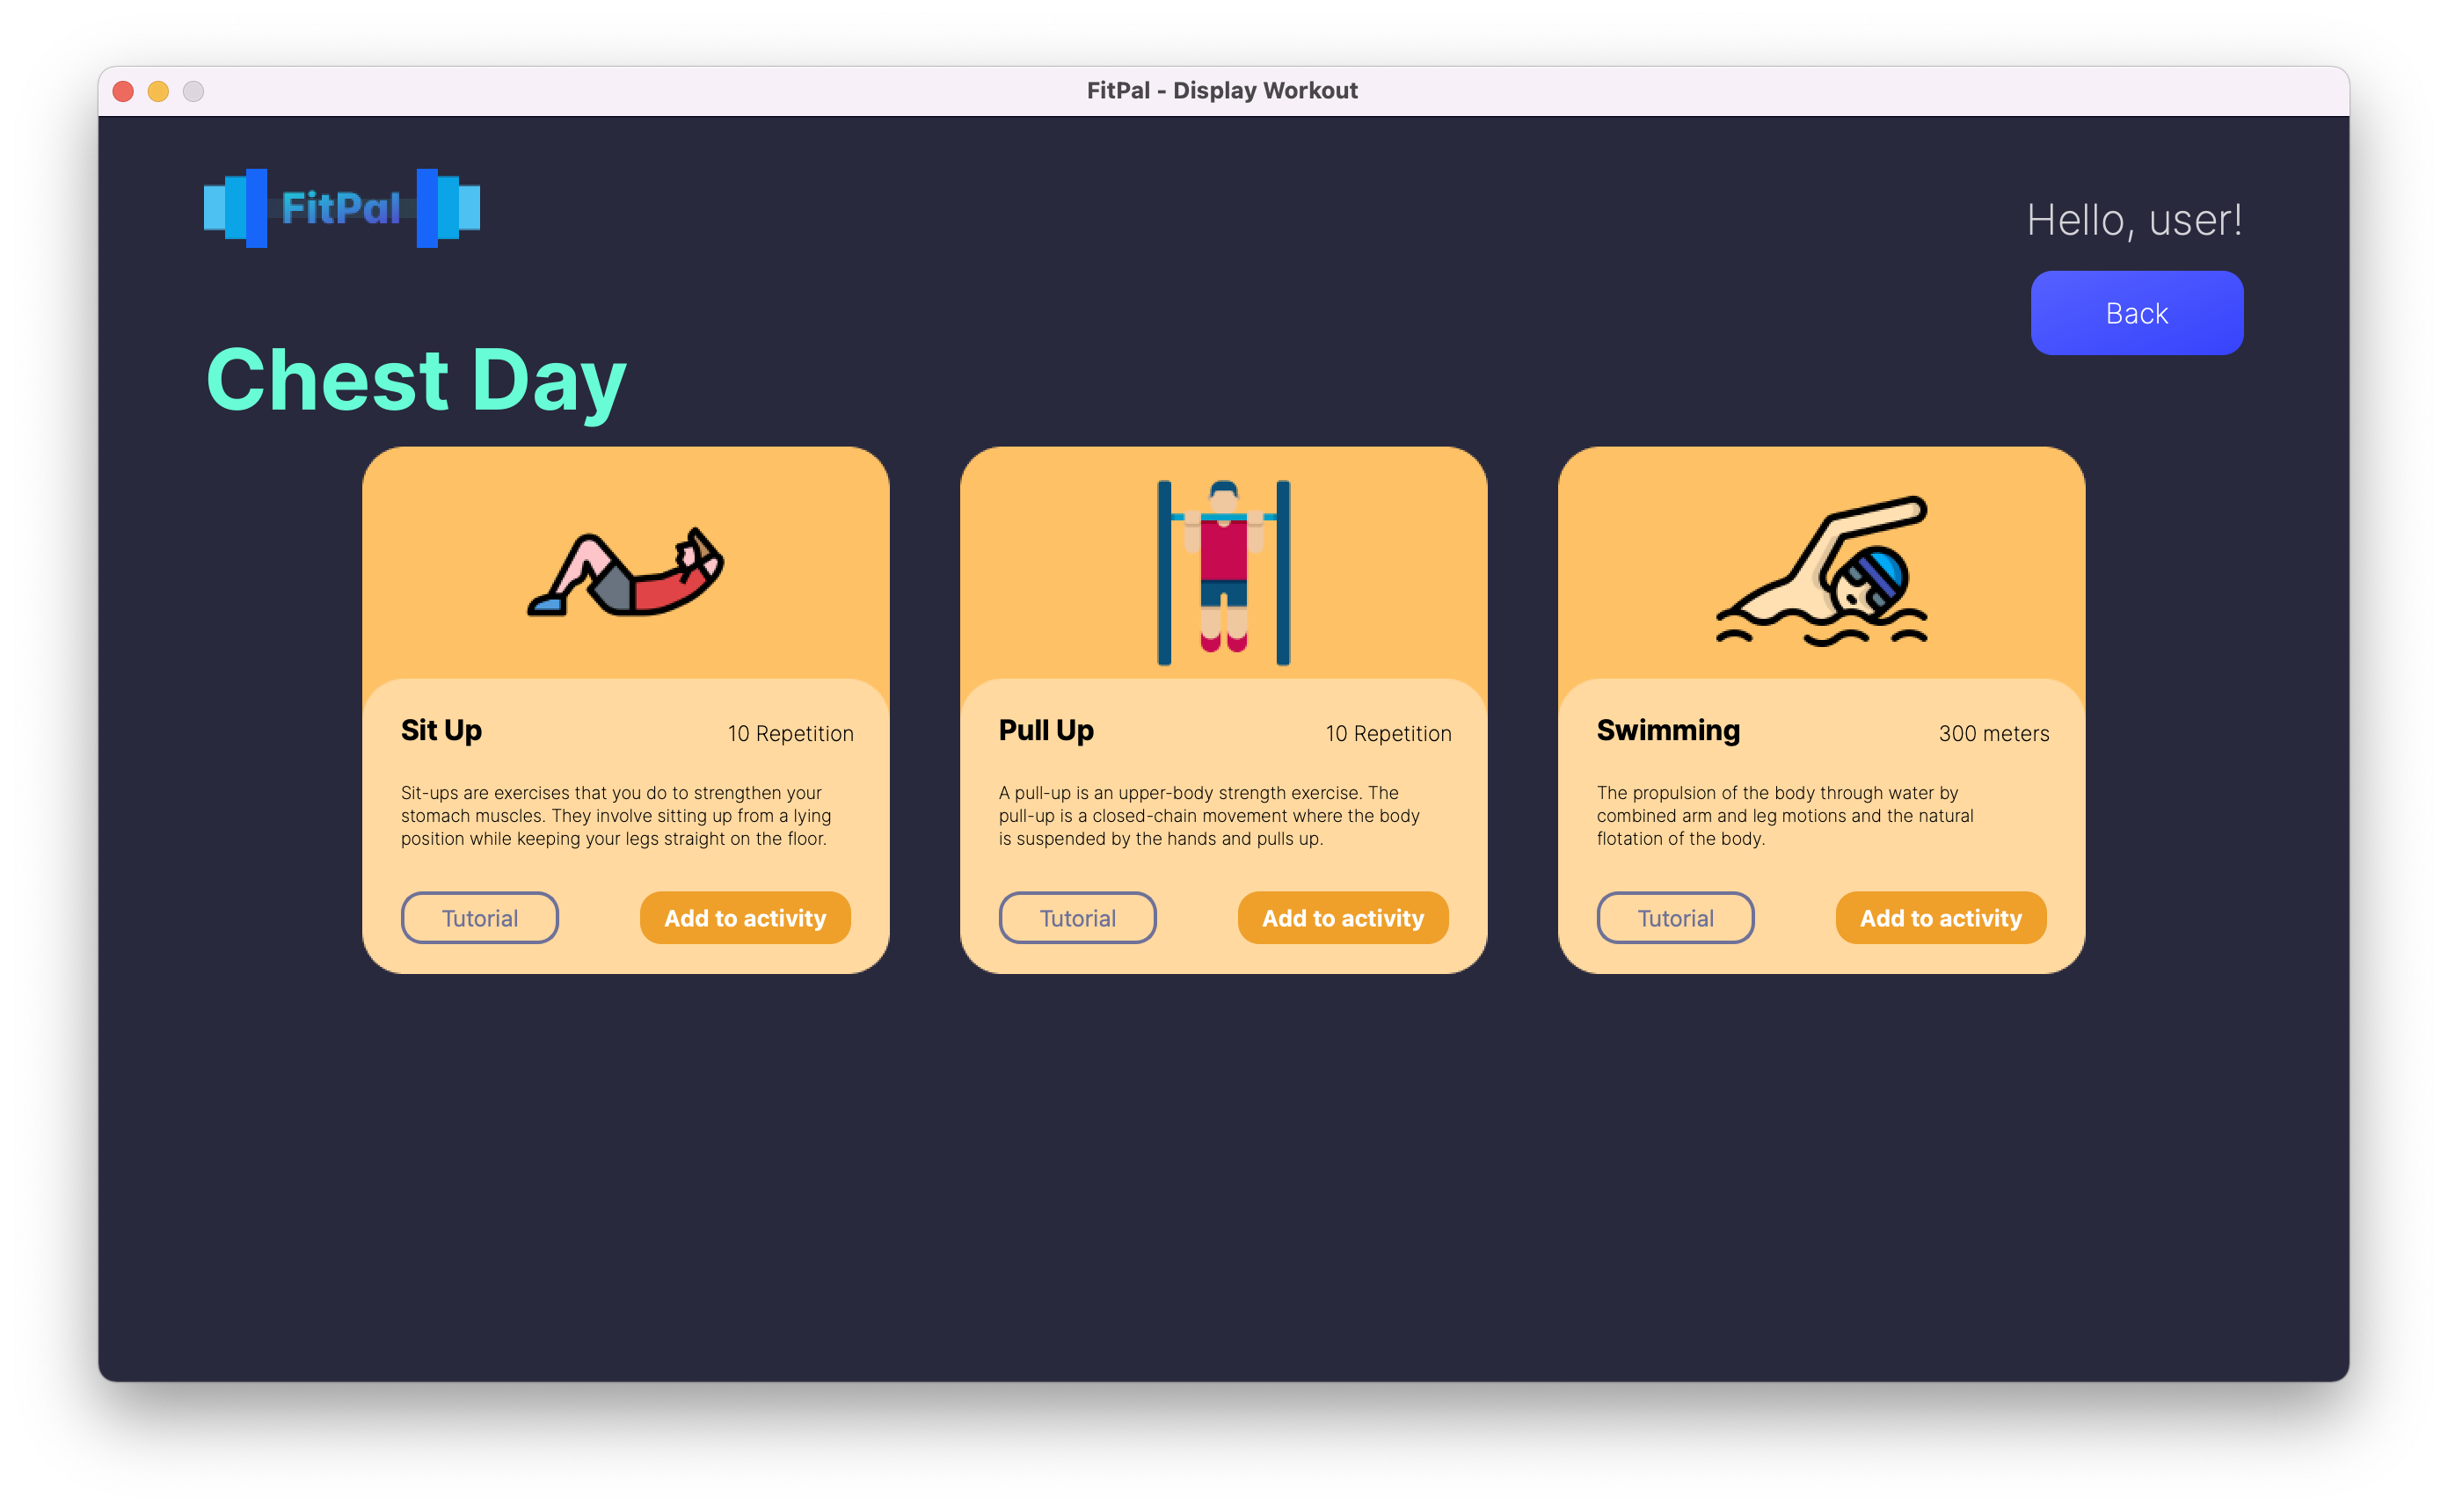 FitPal - Display Workout
FitPal
Hello, user!
Back
Chest Day
Sit Up
10 Repetition
Sit-ups are exercises that you do to strengthen your
stomach muscles. They involve sitting up from a lying
position while keeping your legs straight on the floor.
Tutorial
Add to activity
Pull Up
10 Repetition
A pull-up is an upper-body strength exercise. The
pull-up is a closed-chain movement where the body
is suspended by the hands and pulls up.
Tutorial
Add to activity
Swimming
300 meters
The propulsion of the body through water by
combined arm and leg motions and the natural
flotation of the body.
Tutorial
Add to activity